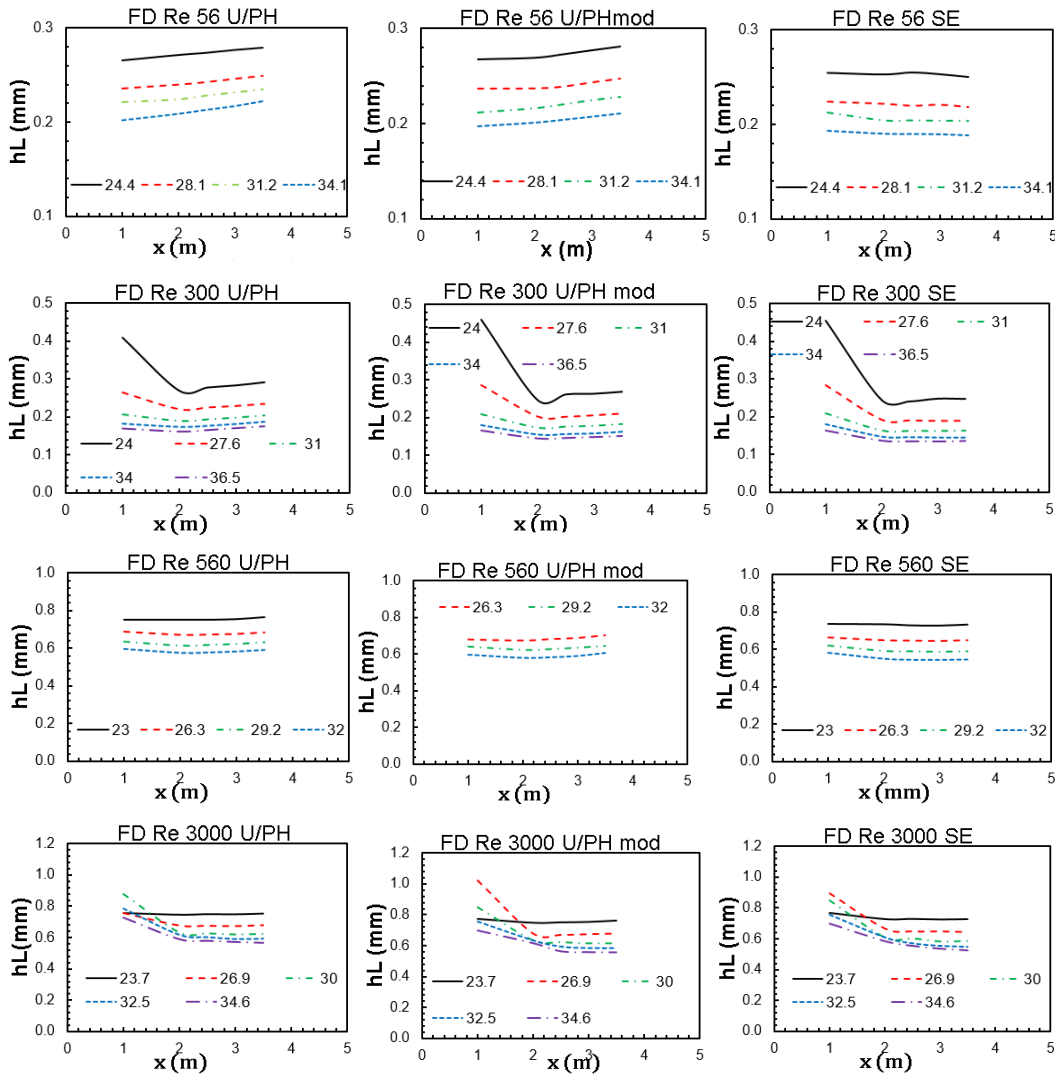 FD Re 56 U/PH
hL (mm)
0.3
0.2
0.1
24.4 28.1 31.2 34.1
0 1 2 3 4 5
x (m)
FD Re 56 U/PHmod
hL (mm)
0.3
0.2
0.1
24.4 28.1 31.2 34.1
0 1 2 3 4 5
x (m)
FD Re 56 SE
hL (mm)
0.3
0.2
0.1
24.4 28.1 31.2 34.1
0 1 2 3 4 5
x (m)
FD Re 300 U/PH
hL (mm)
0.5
0.4
0.3
0.2
0.1
0.0
24 27.6 31
34 36.5
0 1 2 3 4 5
x (m)
FD Re 300 U/PH mod
hL (mm)
0.5
0.4
0.3
0.2
0.1
0.0
24 27.6 31
34 36.5
0 1 2 3 4 5
x (m)
FD Re 300 SE
hL (mm)
0.5
0.4
0.3
0.2
0.1
0.0
24 27.6 31
34 36.5
0 1 2 3 4 5
x (m)
FD Re 560 U/PH
hL (mm)
1.0
0.8
0.6
0.4
0.2
0.0
23 26.3 29.2 32
0 1 2 3 4 5
x (m)
FD Re 560 U/PH mod
hL (mm)
1.0
0.8
0.6
0.4
0.2
0.0
26.3 29.2 32
0 1 2 3 4 5
x (m)
FD Re 560 SE
hL (mm)
1.0
0.8
0.6
0.4
0.2
0.0
23 26.3 29.2 32
0 1 2 3 4 5
x (mm)
FD Re 3000 U/PH
hL(mm)
1.2
1.0
0.8
0.6
0.4
0.2
0.0
23.7 26.9 30
32.5 34.6
0 1 2 3 4 5
x (m)
FD Re 3000 U/PH mod
hL (mm)
1.2
1.0
0.8
0.6
0.4
0.2
0.0
23.7 26.9 30
32.5 34.6
0 1 2 3 4 5
x (m)
FD Re 3000 SE
hL (mm)
1.2
1.0
0.8
0.6
0.4
0.2
0.0
23.7 26.9 30
32.5 34.6
0 1 2 3 4 5
x (m)